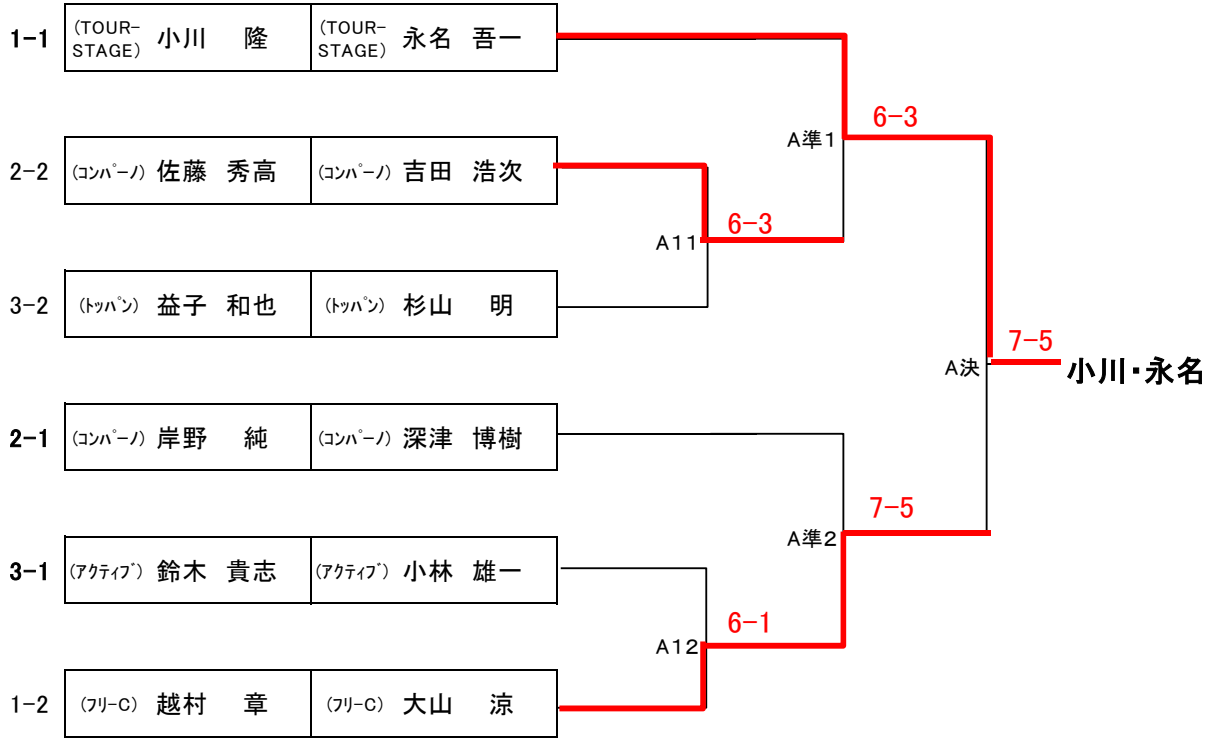 1-1 (TOUR-STAGE) 小川 隆 (TOUR-STAGE) 永名 吾一
6-3
A準1
2-2 (ｺﾝﾊﾟｰﾉ) 佐藤 秀高 (ｺﾝﾊﾟｰﾉ) 吉田 浩次
6-3
A11
3-2 (ﾄｯﾊﾟﾝ) 益子 和也 (ﾄｯﾊﾟﾝ) 杉山 明
7-5
A決 小川・永名
2-1 (ｺﾝﾊﾟｰﾉ) 岸野 純 (ｺﾝﾊﾟｰﾉ) 深津 博樹
7-5
A準2
3-1 (ｱｸﾃｨﾌﾞ) 鈴木 貴志 (ｱｸﾃｨﾌﾞ) 小林 雄一
6-1
A12
1-2 (ﾌﾘｰC) 越村 章 (ﾌﾘｰC) 大山 涼